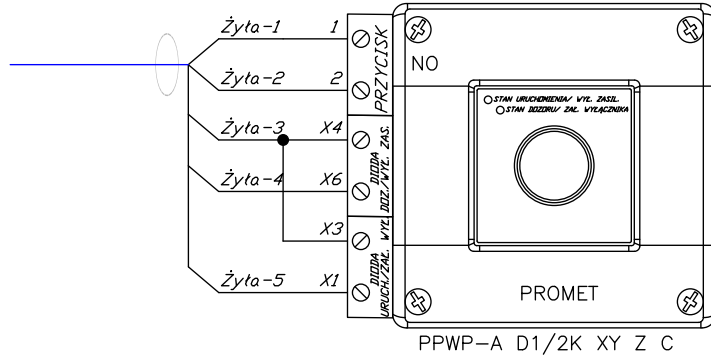 Żyła-1 1
Żyła-2 2
Żyła-3 X4
Żyła-4 X6
X3
Żyła-5 X1
PRZYCISK
DIODA
DOZ./WYŁ. ZAS.
DIODA
URUCH./ZAŁ. WYŁ.
NO
STAN URUCHOMIENIA/ WYŁ. ZASIL.
STAN DOZORU/ ZAŁ. WYŁĄCZNIKA
PROMET
PPWP-A D1/2K XY Z C